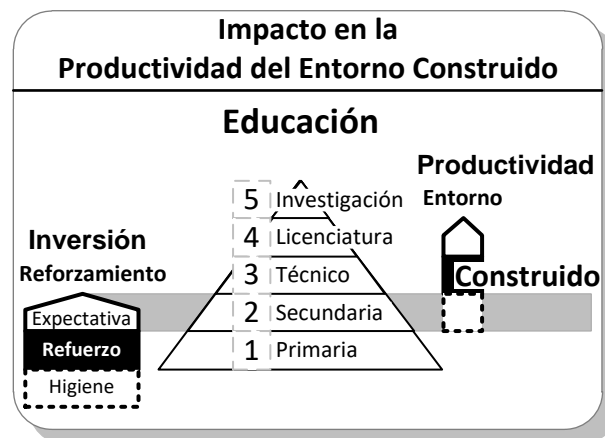 Impacto en la
Productividad del Entorno Construido
Educación
Productividad
Entorno
Construido
5 Investigación
4 Licenciatura
3 Técnico
2 Secundaria
1 Primaria
Inversión
Reforzamiento
Expectativa
Refuerzo
Higiene